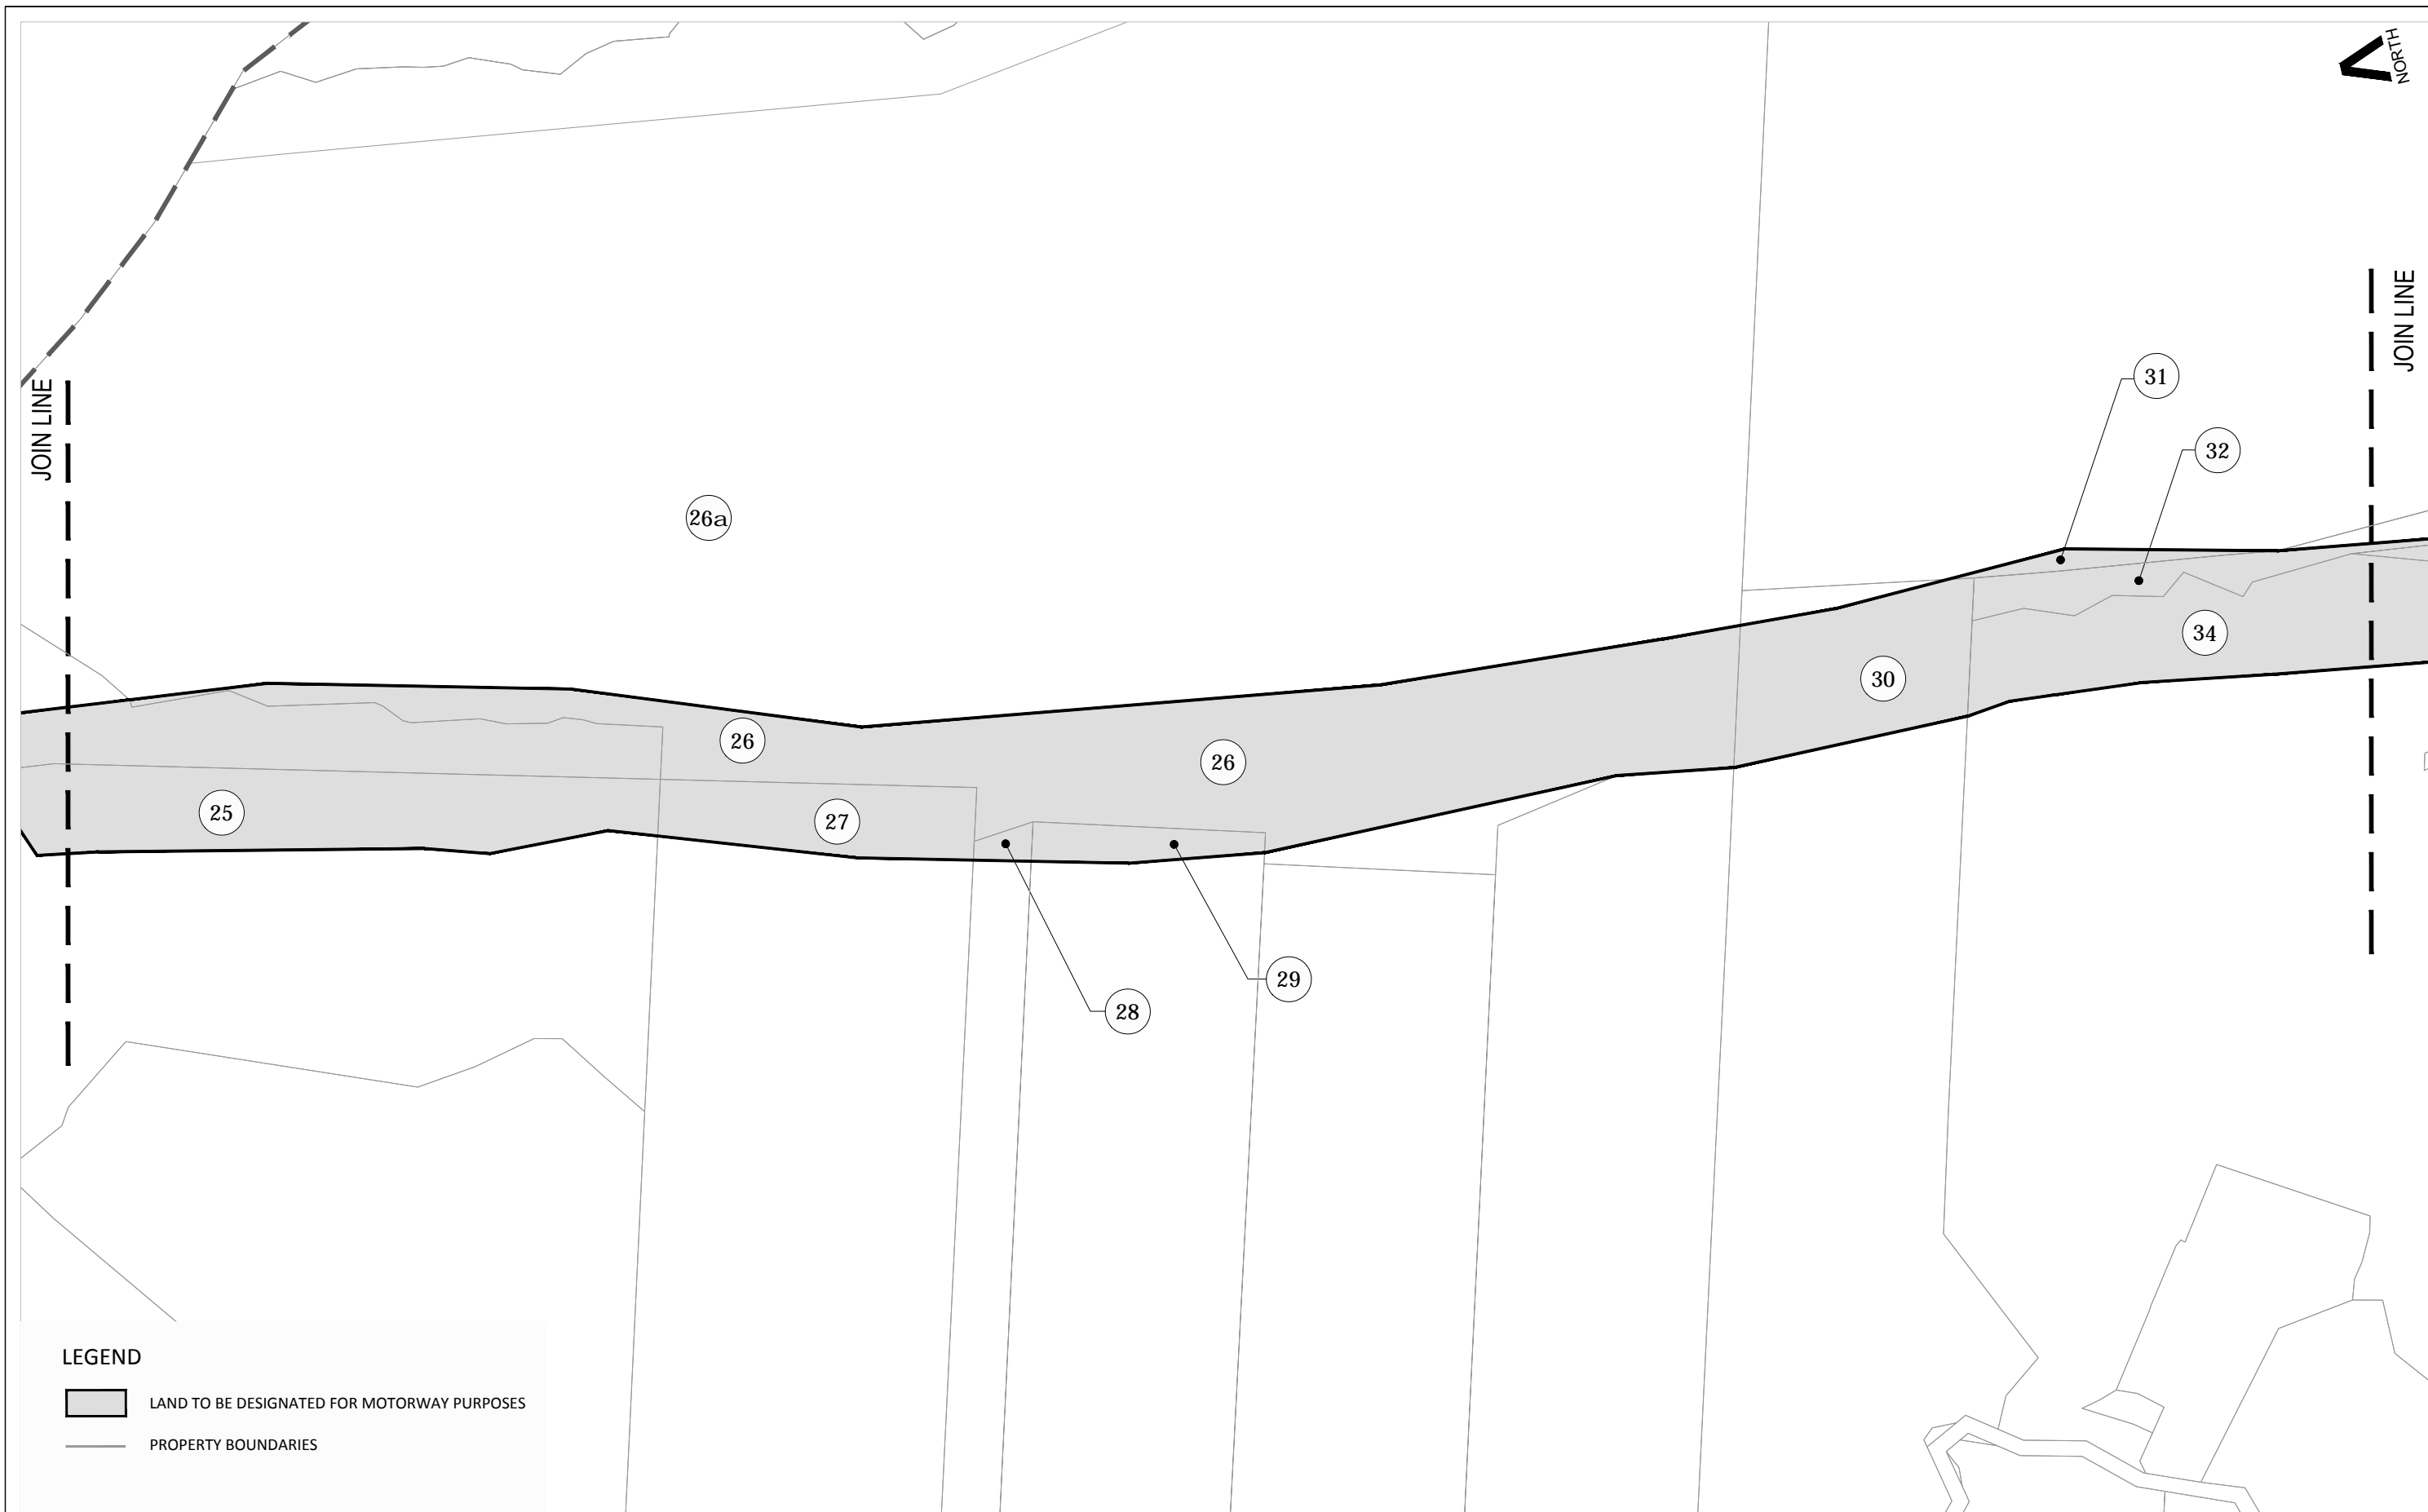 NORTH
JOIN LINE
JOIN LINE
31
32
26a
34
30
26
26
25
27
29
28
LEGEND
LAND TO BE DESIGNATED FOR MOTORWAY PURPOSES
PROPERTY BOUNDARIES